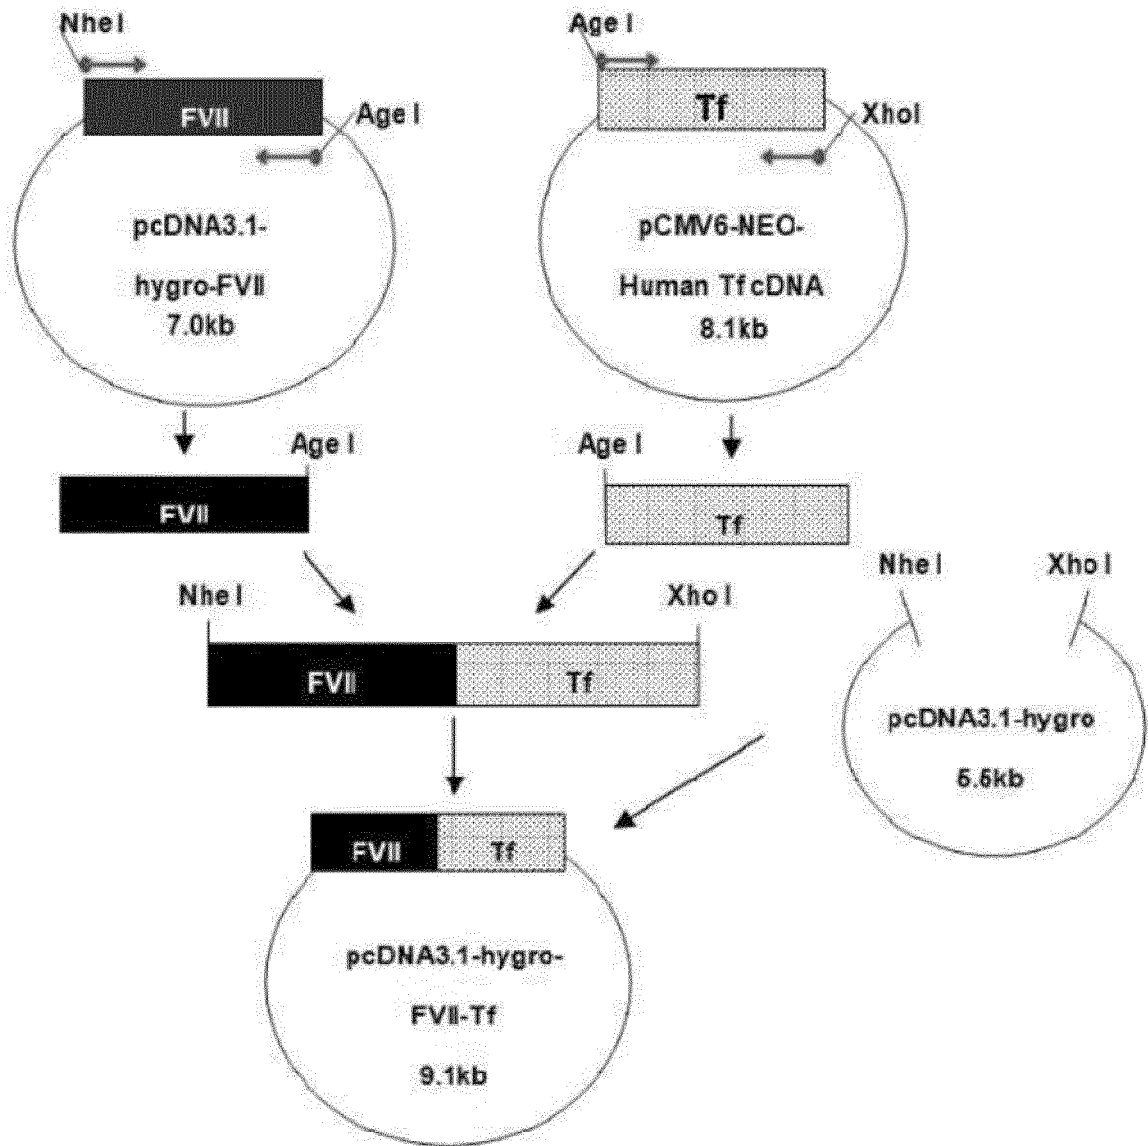 Nhe I
Age I
FVII
Tf
Age I
XhoI
pcDNA3.1-
hygro-FVII
7.0kb
pCMV6-NEO-
Human Tf cDNA
8.1kb
Age I
Age I
FVII
Tf
Nhe I
Xho I
Nhe I
Xho I
FVII
Tf
pcDNA3.1-hygro
5.5kb
FVII
Tf
pcDNA3.1-hygro-
FVII-Tf
9.1kb